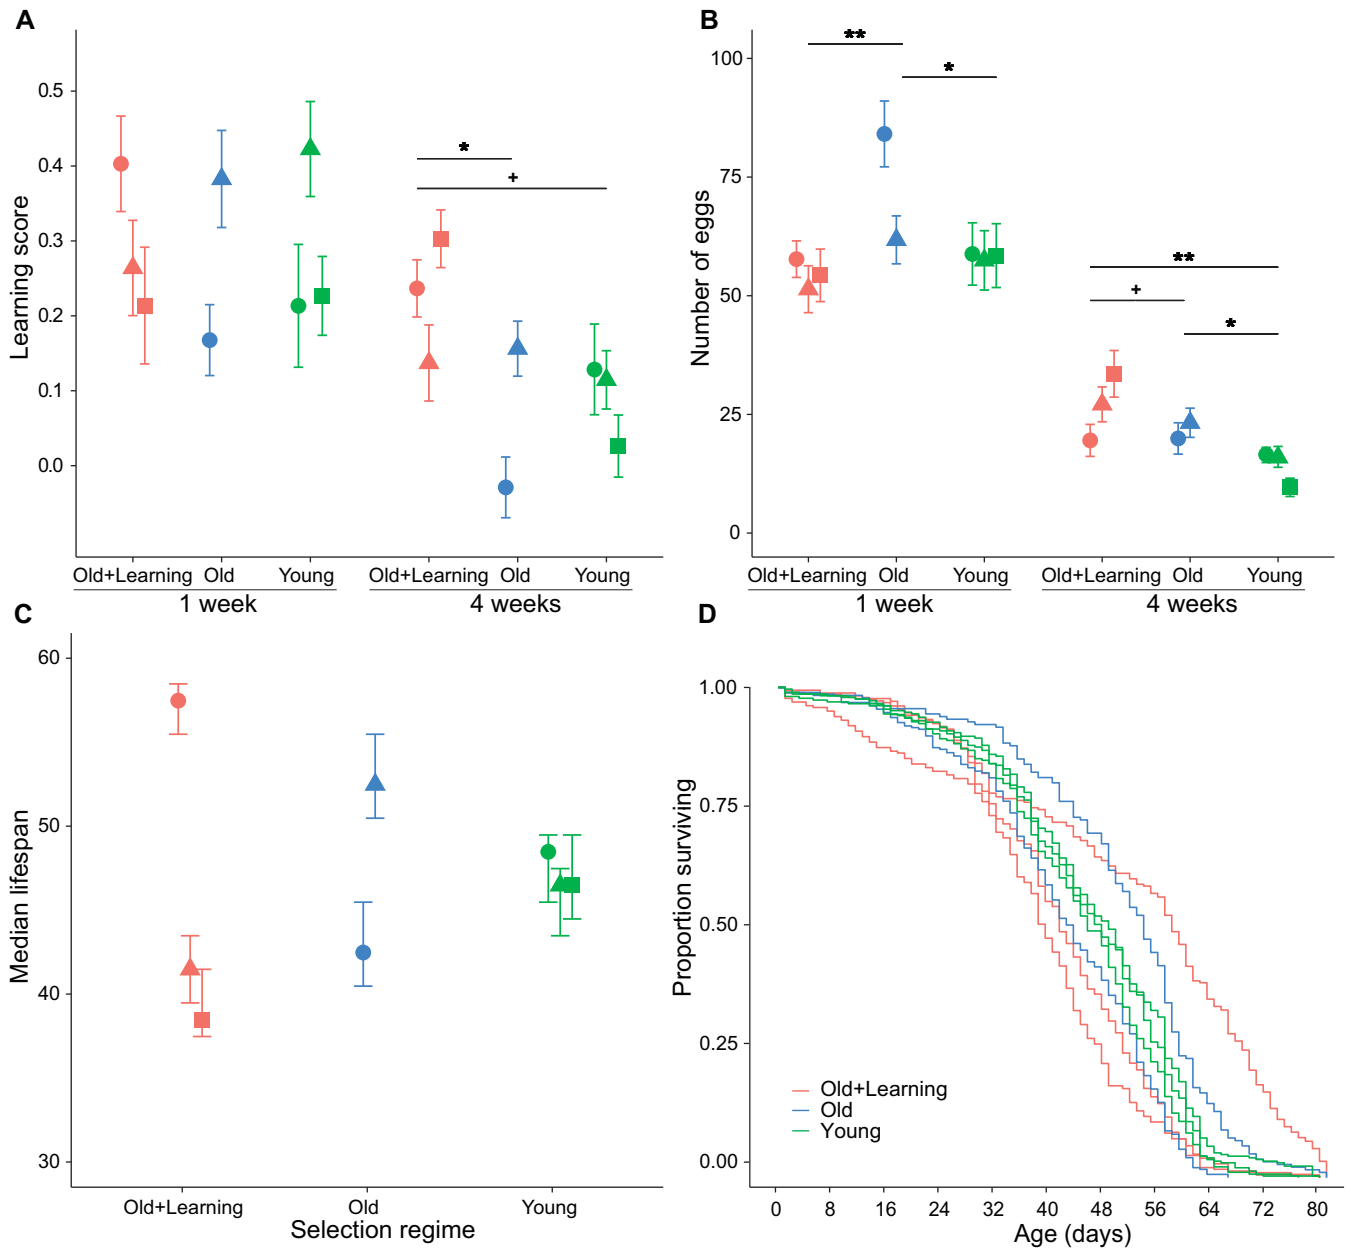 A
Learning score
0.5
0.4
0.3
0.2
0.1
0.0
*
+
Old+Learning Old Young Old+Learning Old Young
1 week 4 weeks
B
Number of eggs
100
75
50
25
0
**
*
**
+
*
Old+Learning Old Young Old+Learning Old Young
1 week 4 weeks
C
Median lifespan
60
50
40
30
Old+Learning Old Young
Selection regime
D
Proportion surviving
1.00
0.75
0.50
0.25
0.00
Old+Learning
Old
Young
0 8 16 24 32 40 48 56 64 72 80
Age (days)